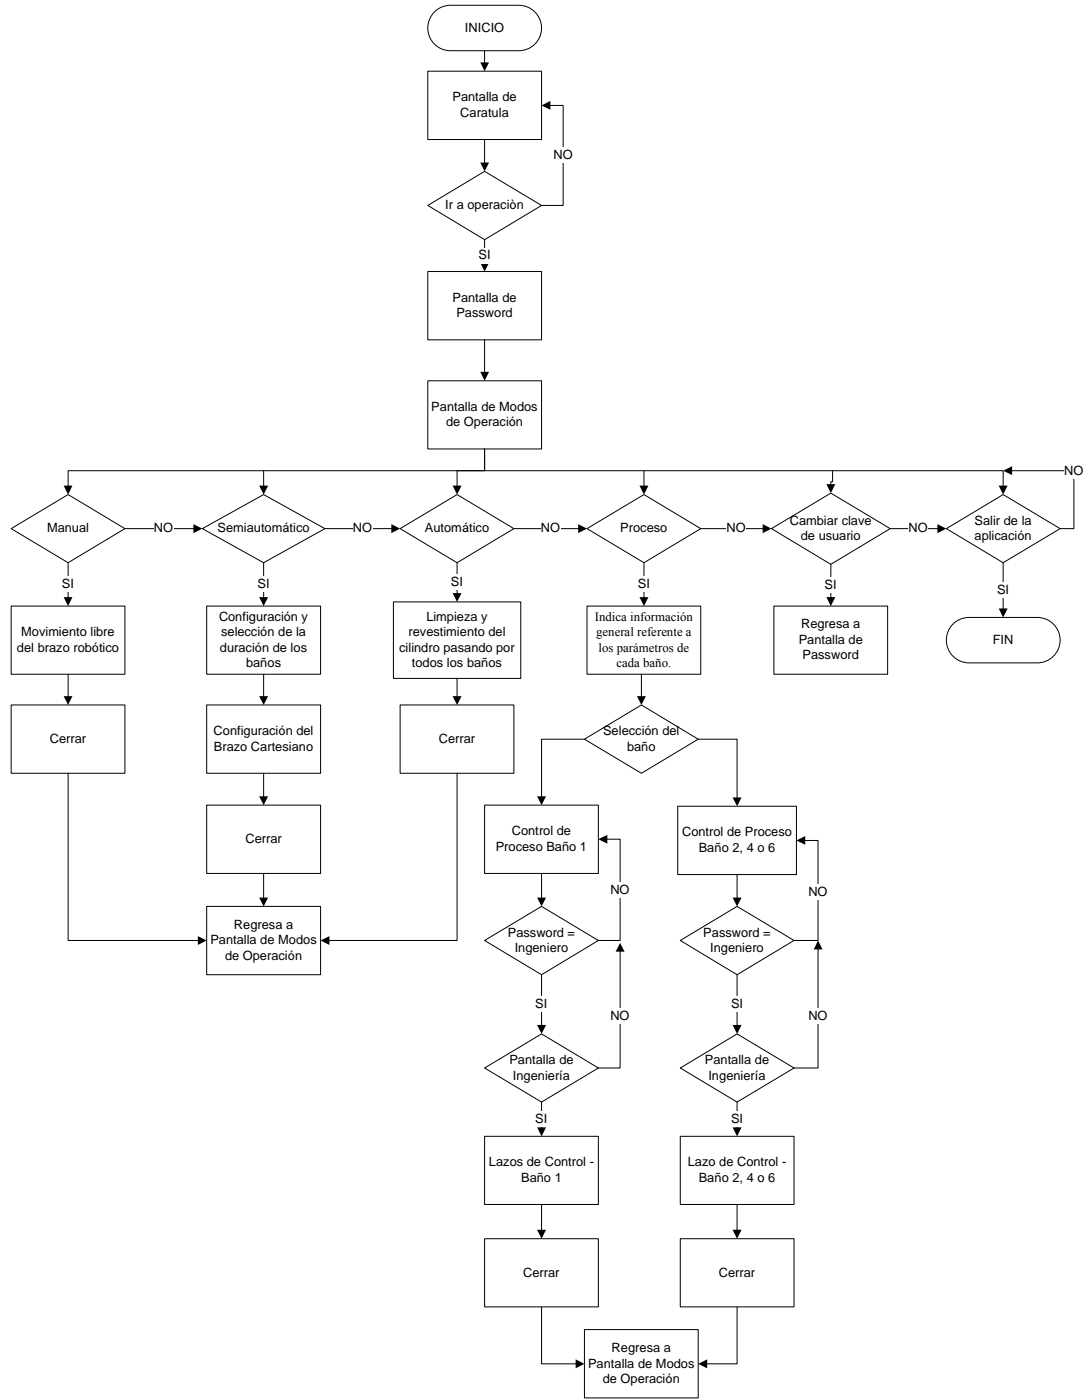 INICIO
Pantalla de
Caratula
NO
Ir a operaciòn
SI
Pantalla de
Password
Pantalla de Modos
de Operación
NO
Manual
NO
Semiautomático
NO
Automático
NO
Proceso
NO
Cambiar clave
de usuario
NO
Salir de la
aplicación
SI
SI
SI
SI
SI
SI
Movimiento libre
del brazo robótico
Configuración y
selección de la
duración de los
baños
Limpieza y
revestimiento del
cilindro pasando por
todos los baños
Indica información
general referente a
los parámetros de
cada baño.
Regresa a
Pantalla de
Password
FIN
Cerrar
Configuración del
Brazo Cartesiano
Cerrar
Selección del
baño
Cerrar
Control de
Proceso Baño 1
Control de Proceso
Baño 2, 4 o 6
NO
NO
Regresa a
Pantalla de Modos
de Operación
Password =
Ingeniero
Password =
Ingeniero
SI
NO
SI
NO
Pantalla de
Ingeniería
Pantalla de
Ingeniería
SI
SI
Lazos de Control -
Baño 1
Lazo de Control -
Baño 2, 4 o 6
Cerrar
Cerrar
Regresa a
Pantalla de Modos
de Operación